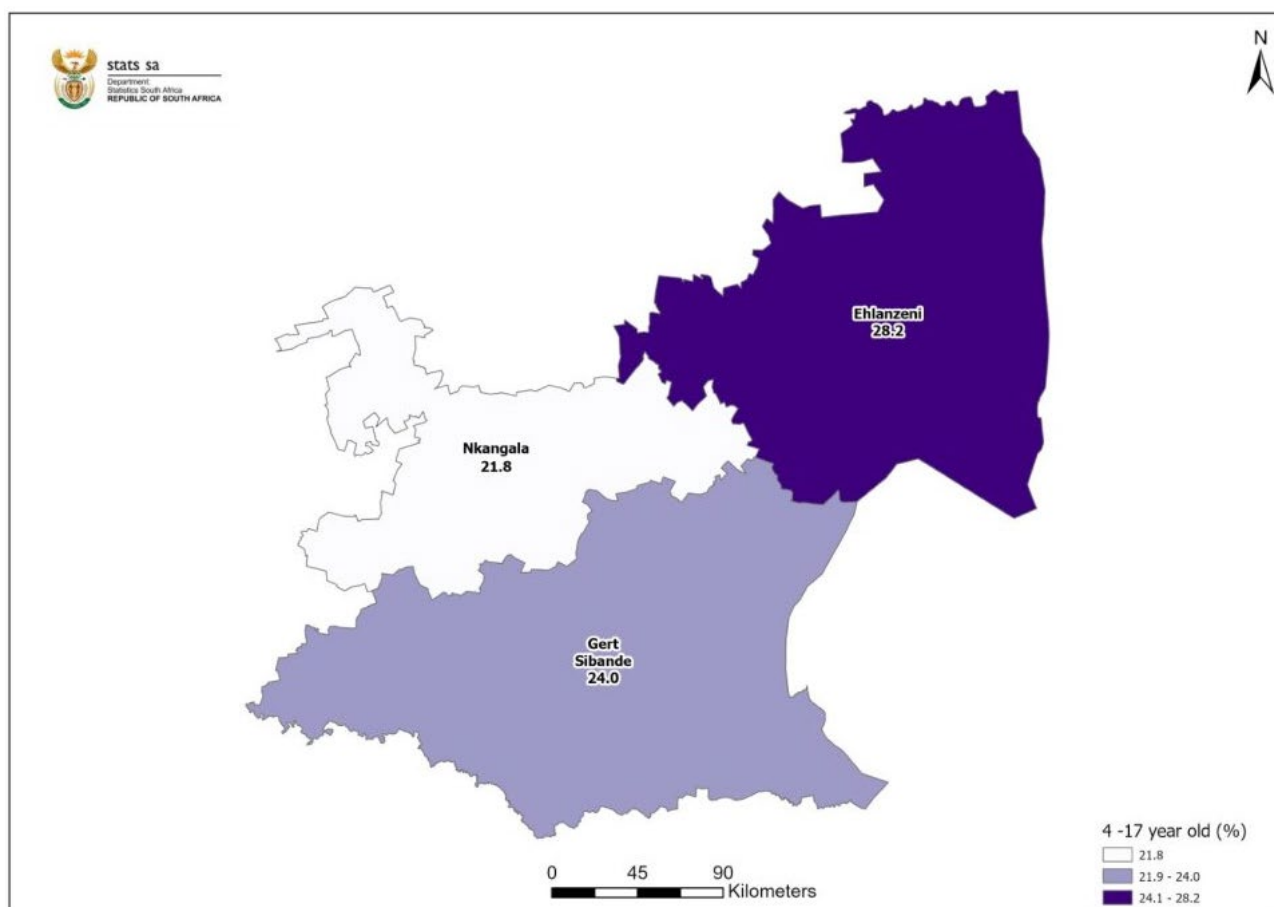 stats sa
Department:
Statistics South Africa
REPUBLIC OF SOUTH AFRICA
N
Ehlanzeni
28.2
Nkangala
21.8
Gert
Sibande
24.0
4 -17 year old (%)
21.8
21.9 - 24.0
24.1 - 28.2
0 45 90
Kilometers